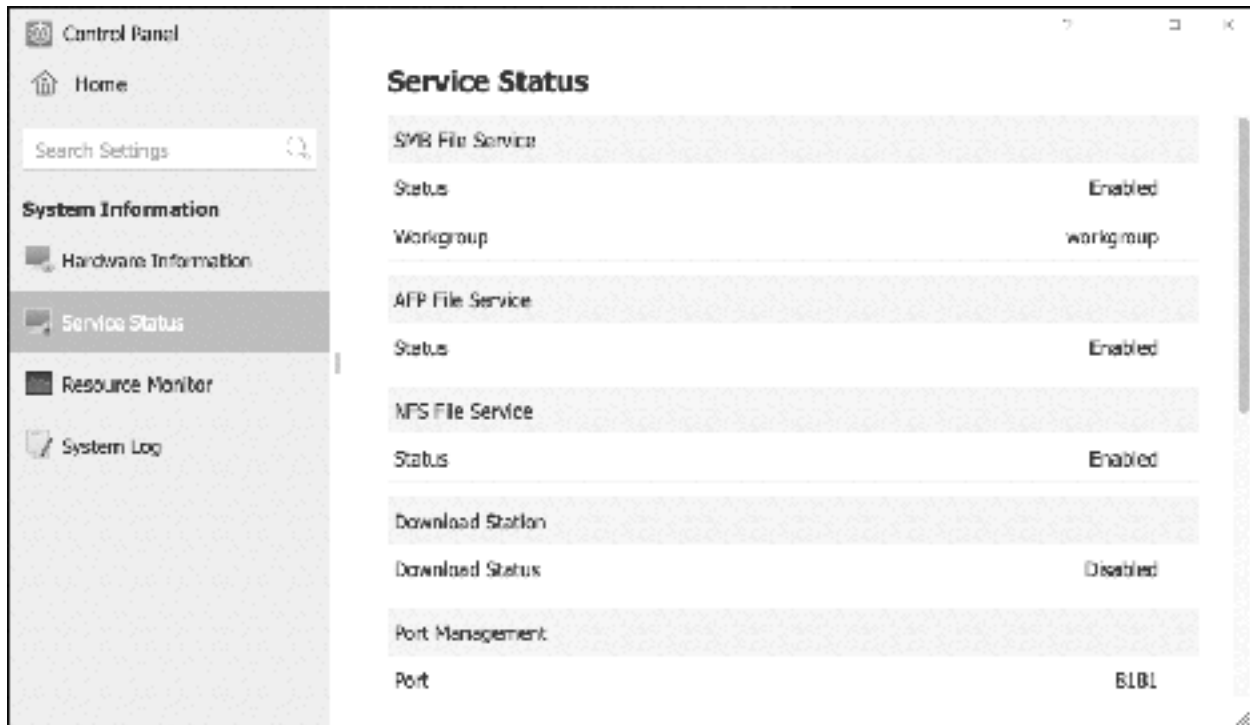 Control Panel
Home
Search Settings
System Information
Hardware Information
Service Status
Resource Monitor
System Log
?
Service Status
SMB File Service
Status Enabled
Workgroup workgroup
AFP File Service
Status Enabled
NFS File Service
Status Enabled
Download Station
Download Status Disabled
Port Management
Port 8181